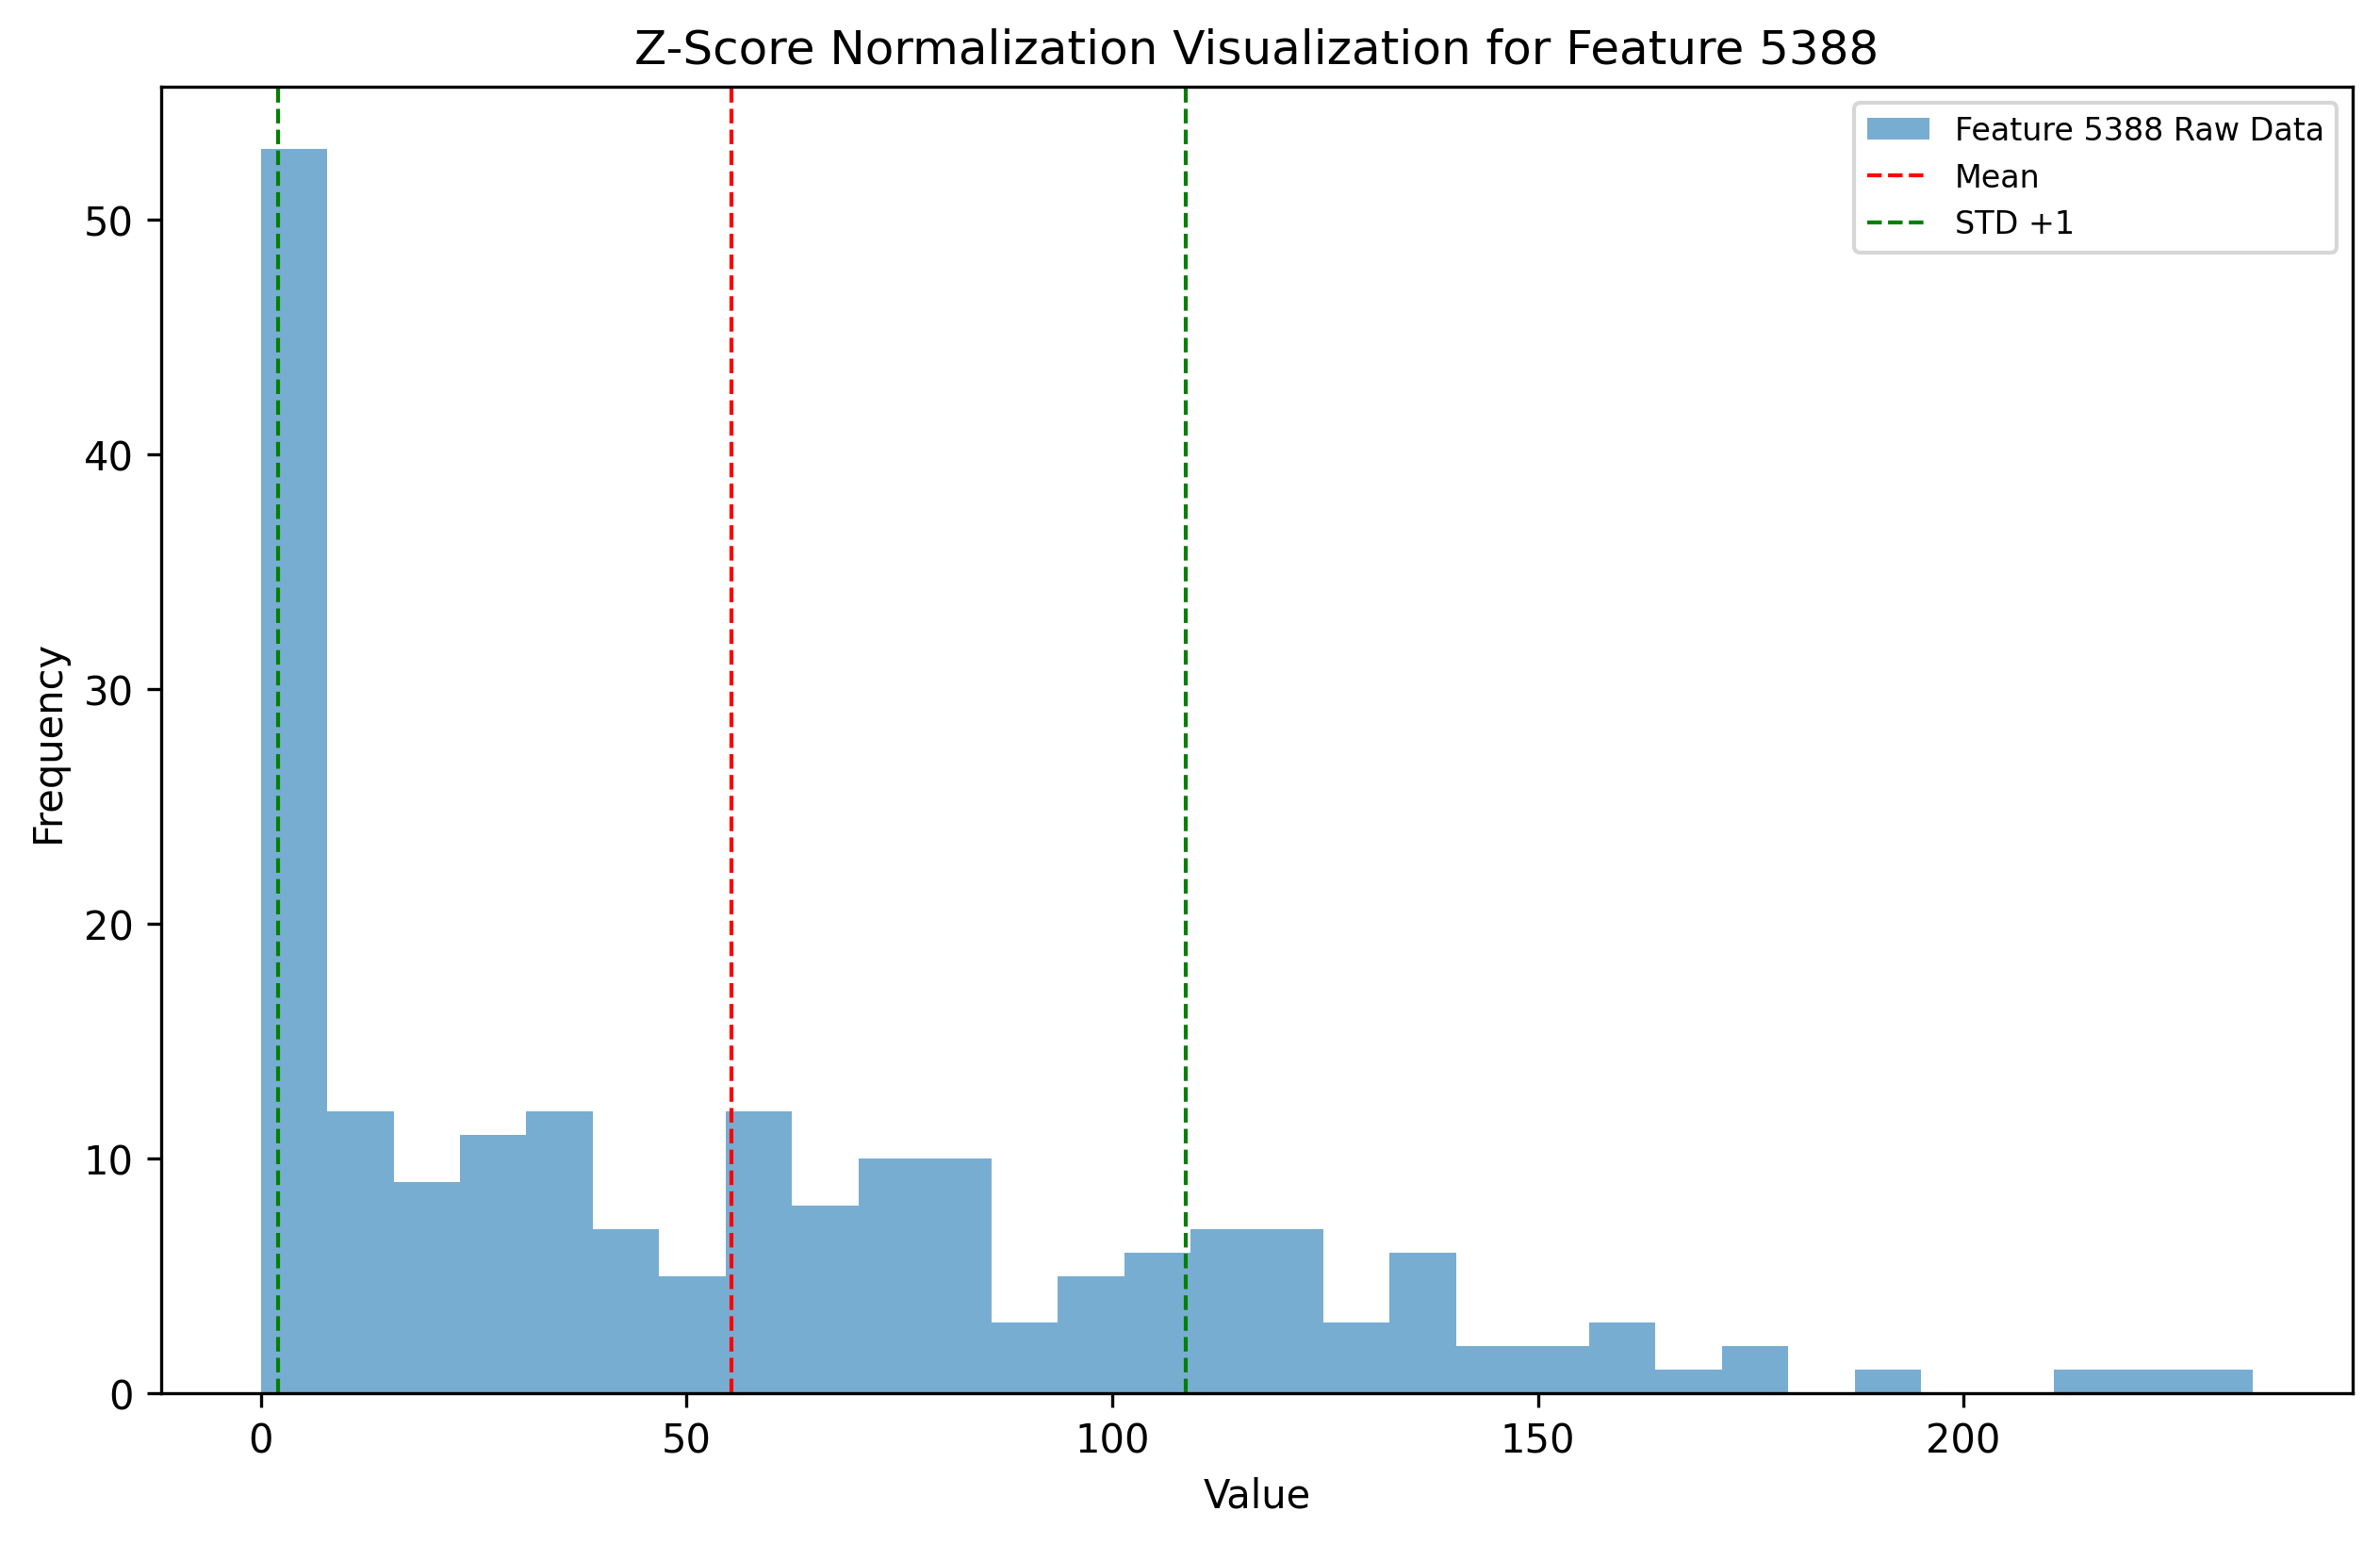 Z-Score Normalization Visualization for Feature 5388
Feature 5388 Raw Data
Mean
STD +1
50
40
30
20
10
0
Frequency
0 50 100 150 200
Value